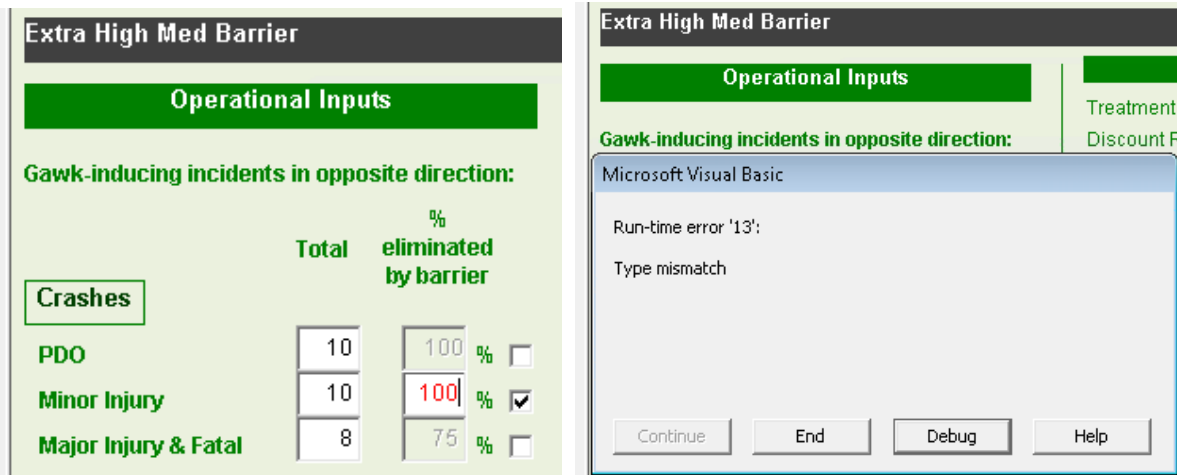 Extra High Med Barrier
Operational Inputs
Gawk-inducing incidents in opposite direction:
%
Total eliminated
by barrier
Crashes
PDO 10 100 %
Minor Injury 10 100 %
Major Injury & Fatal 8 75 %
Extra High Med Barrier
Operational Inputs
Treatment
Gawk-inducing incidents in opposite direction: Discount
Microsoft Visual Basic
Run-time error '13':
Type mismatch
Continue End Debug Help